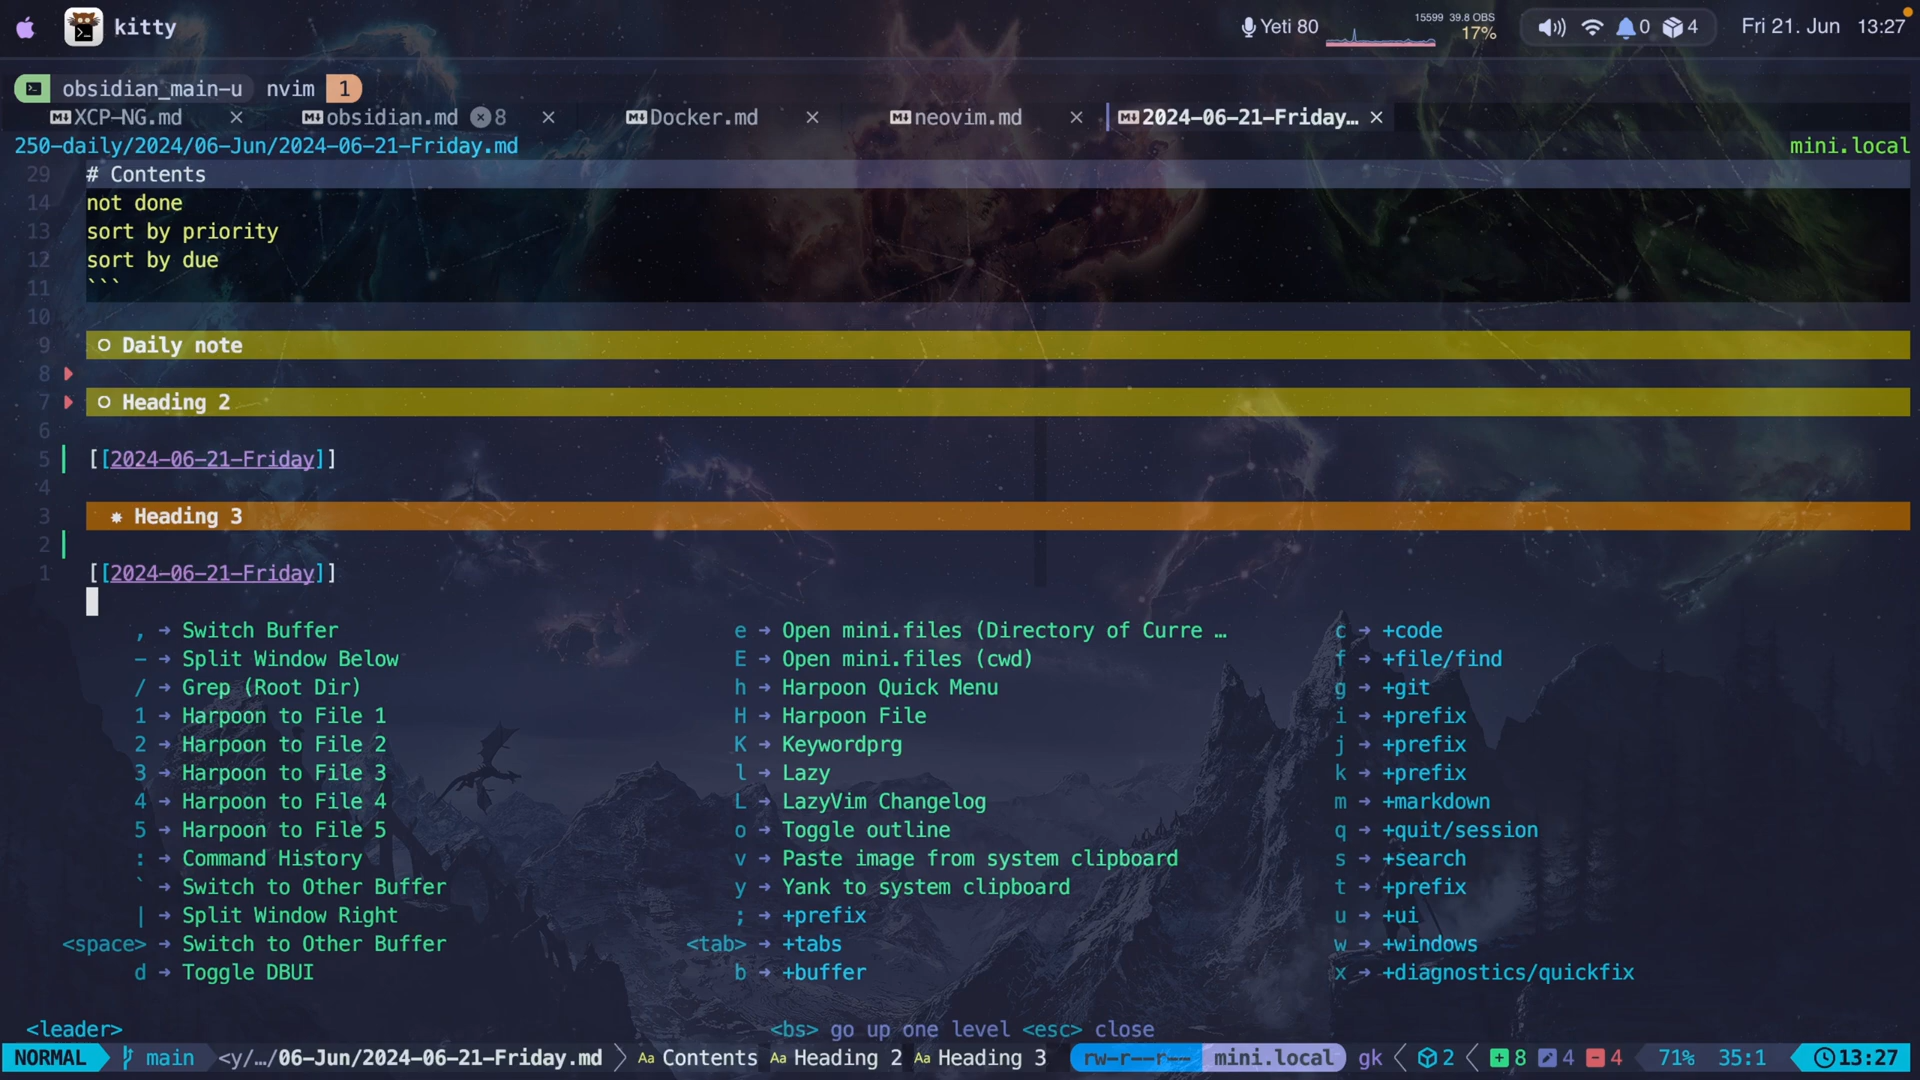 kitty
Yeti 80
15599 39.8 OBS
17%
0
4
Fri 21. Jun 13:27
obsidian_main-u nvim 1
XCP-NG.md × obsidian.md 8 × Docker.md × neovim.md × 2024-06-21-Friday… ×
250-daily/2024/06-Jun/2024-06-21-Friday.md mini.local
29 # Contents
14 not done
13 sort by priority
12 sort by due
11 ```
10
9 Daily note
8
7 Heading 2
6
5 [[2024-06-21-Friday]]
4
3 Heading 3
2
1 [[2024-06-21-Friday]]
, → Switch Buffer e → Open mini.files (Directory of Curre … c → +code
- → Split Window Below E → Open mini.files (cwd) f → +file/find
/ → Grep (Root Dir) h → Harpoon Quick Menu g → +git
1 → Harpoon to File 1 H → Harpoon File i → +prefix
2 → Harpoon to File 2 K → Keywordprg j → +prefix
3 → Harpoon to File 3 l → Lazy k → +prefix
4 → Harpoon to File 4 L → LazyVim Changelog m → +markdown
5 → Harpoon to File 5 o → Toggle outline q → +quit/session
: → Command History v → Paste image from system clipboard s → +search
` → Switch to Other Buffer y → Yank to system clipboard t → +prefix
| → Split Window Right ; → +prefix u → +ui
<space> → Switch to Other Buffer <tab> → +tabs w → +windows
d → Toggle DBUI b → +buffer x → +diagnostics/quickfix
<leader> <bs> go up one level <esc> close
NORMAL main <y/…/06-Jun/2024-06-21-Friday.md Aa Contents Aa Heading 2 Aa Heading 3 rw-r--r-- mini.local gk 2 8 4 4 71% 35:1 13:27